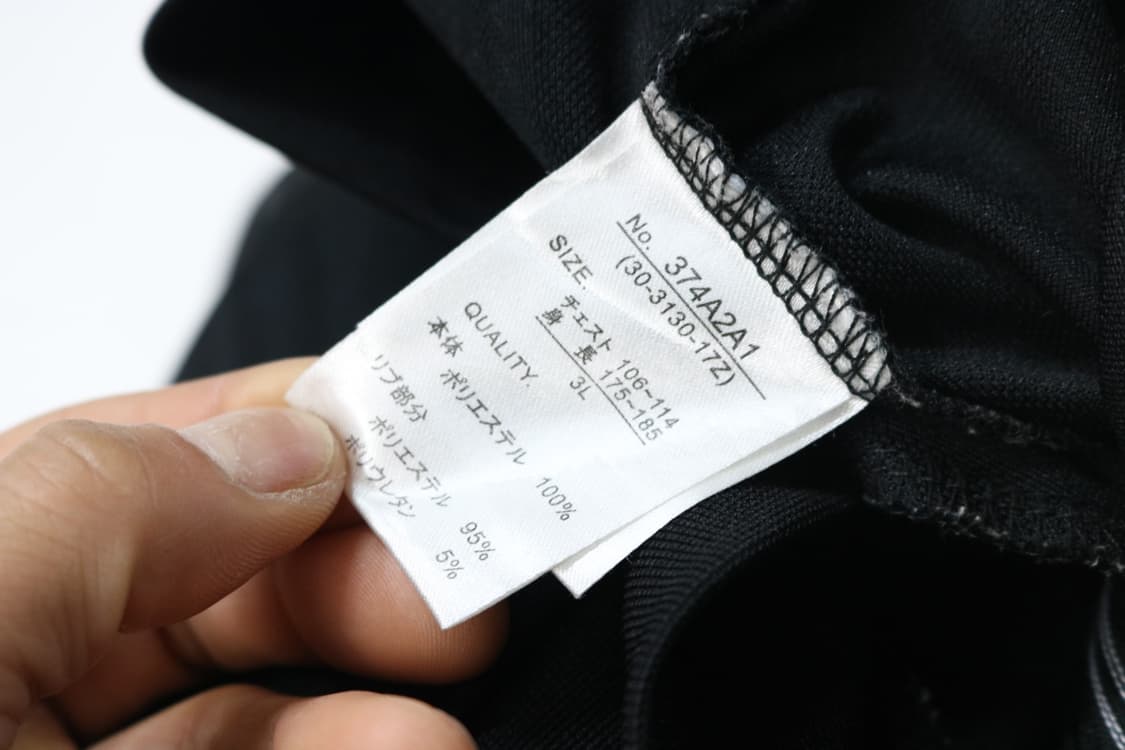 No. 374A2A1
(30-3130-17Z)
SIZE.
チェスト 106~114
身 長 175~185
3L
QUALITY.
本体 ポリエステル 100%
リブ部分
ポリエステル 95%
ポリウレタン 5%